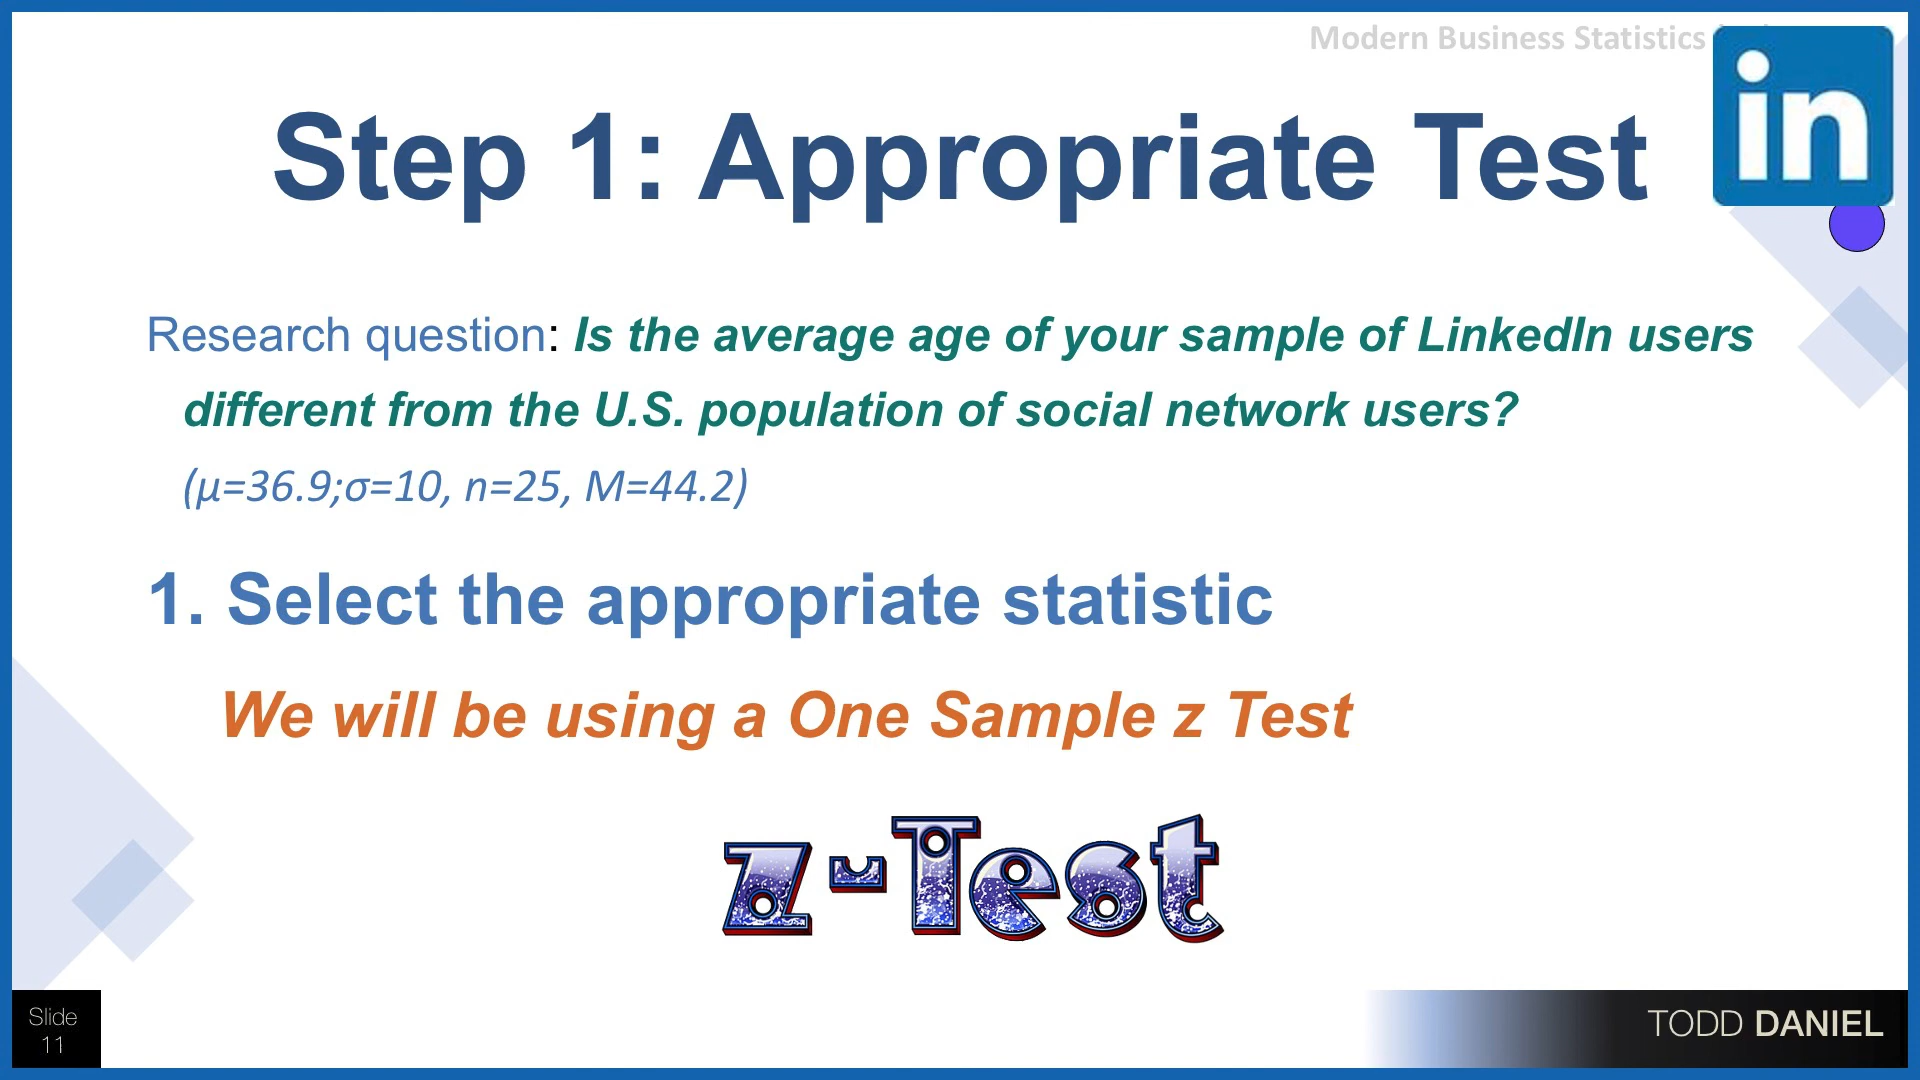 Modern Business Statistics
in
Step 1: Appropriate Test
Research question: Is the average age of your sample of LinkedIn users
different from the U.S. population of social network users?
(μ=36.9;σ=10, n=25, M=44.2)
1. Select the appropriate statistic
We will be using a One Sample z Test
z-Test
Slide
11
TODD DANIEL